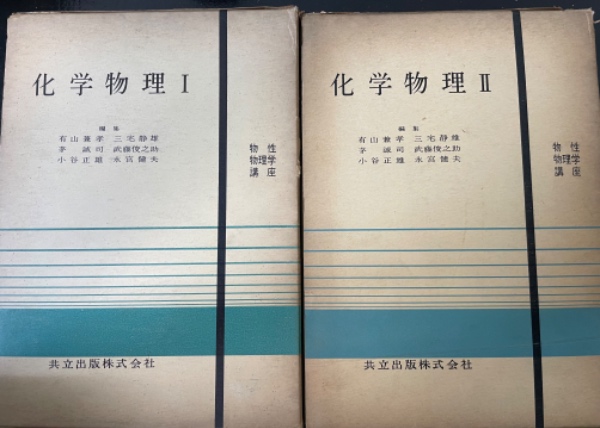 化学物理 I
編集
有山兼孝 三宅静雄
茅 誠司 武藤俊之助
小谷正雄 永宮健夫
物性
物理学
講座
共立出版株式会社
化学物理 II
編集
有山兼孝 三宅静雄
茅 誠司 武藤俊之助
小谷正雄 永宮健夫
物性
物理学
講座
共立出版株式会社